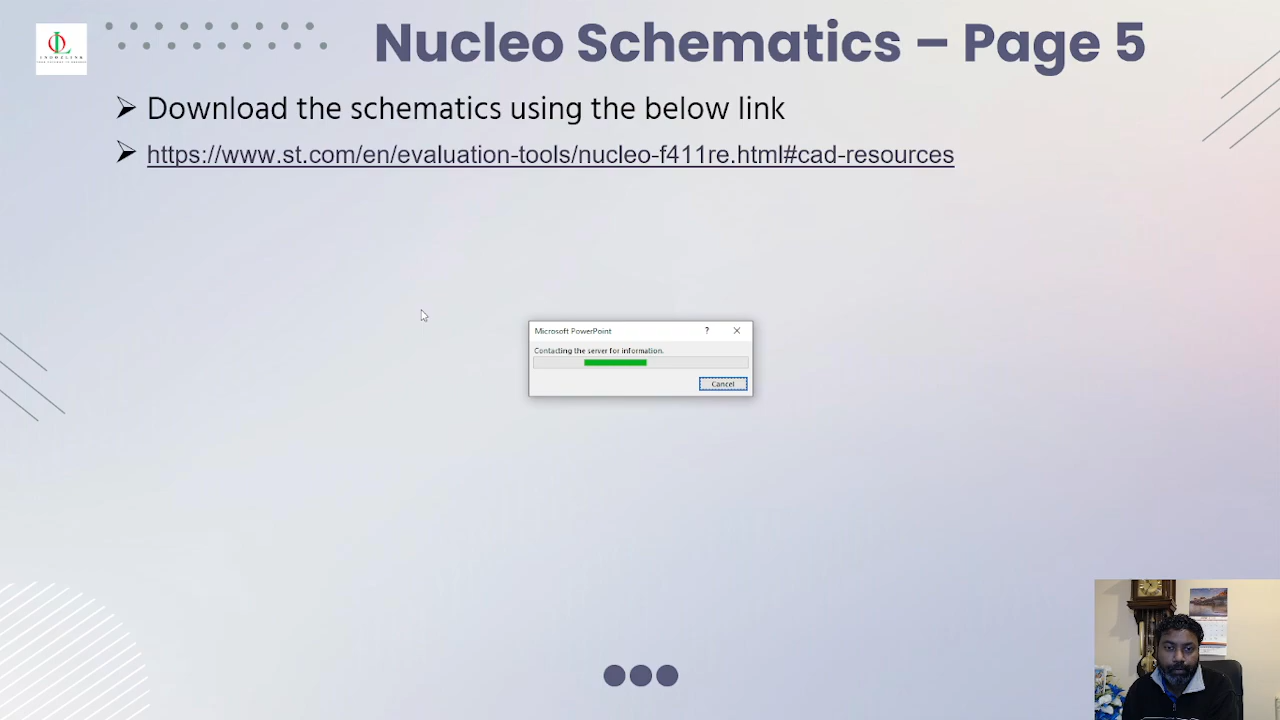 Nucleo Schematics – Page 5
Download the schematics using the below link
https://www.st.com/en/evaluation-tools/nucleo-f411re.html#cad-resources
Microsoft PowerPoint
?
Contacting the server for information.
Cancel